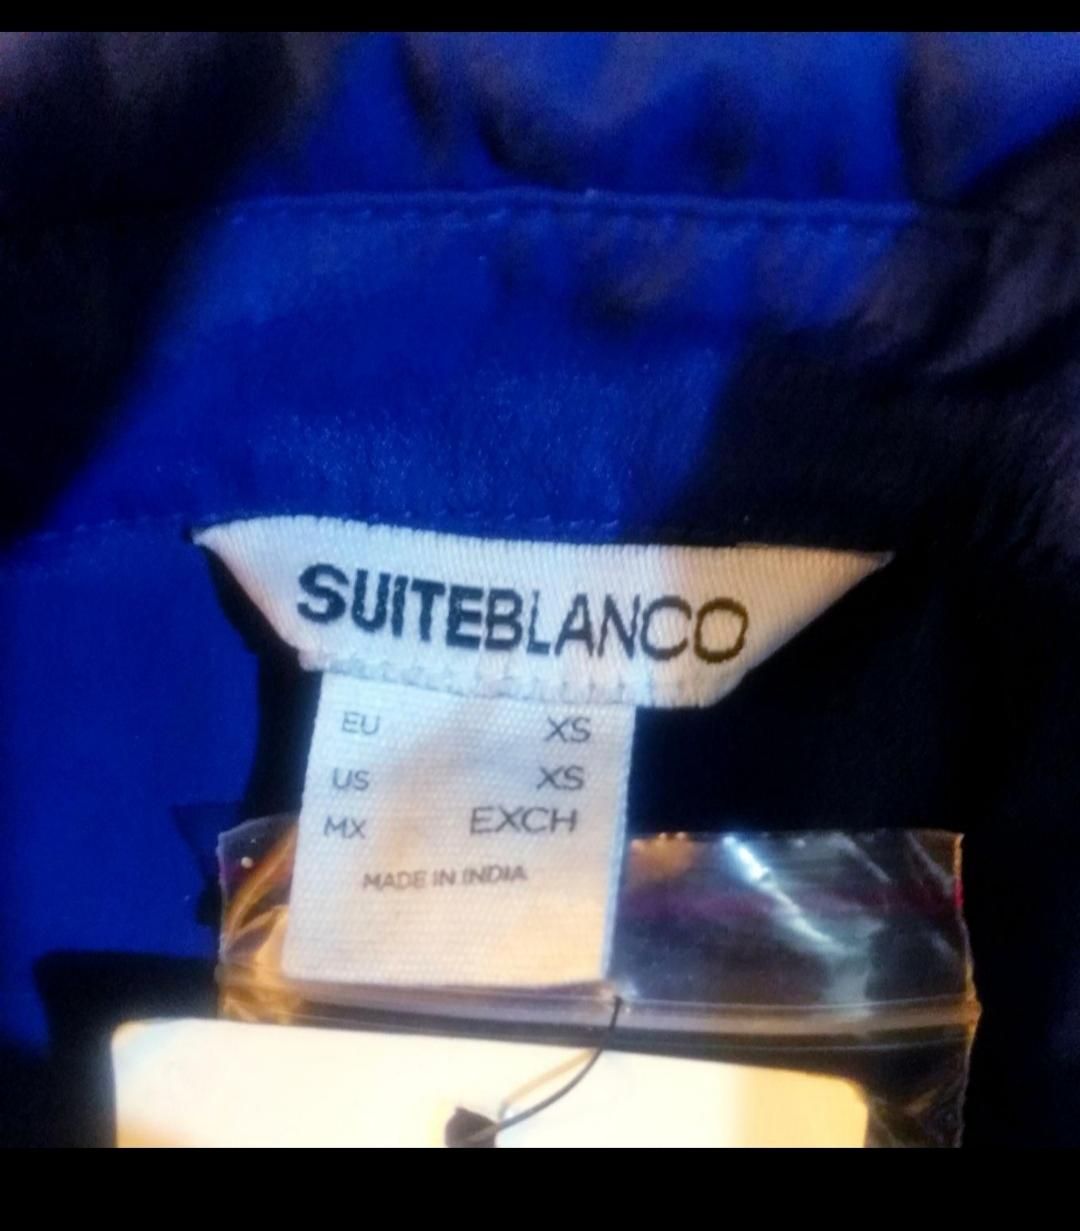 SUITEBLANCO
EU XS
US XS
MX EXCH
MADE IN INDIA